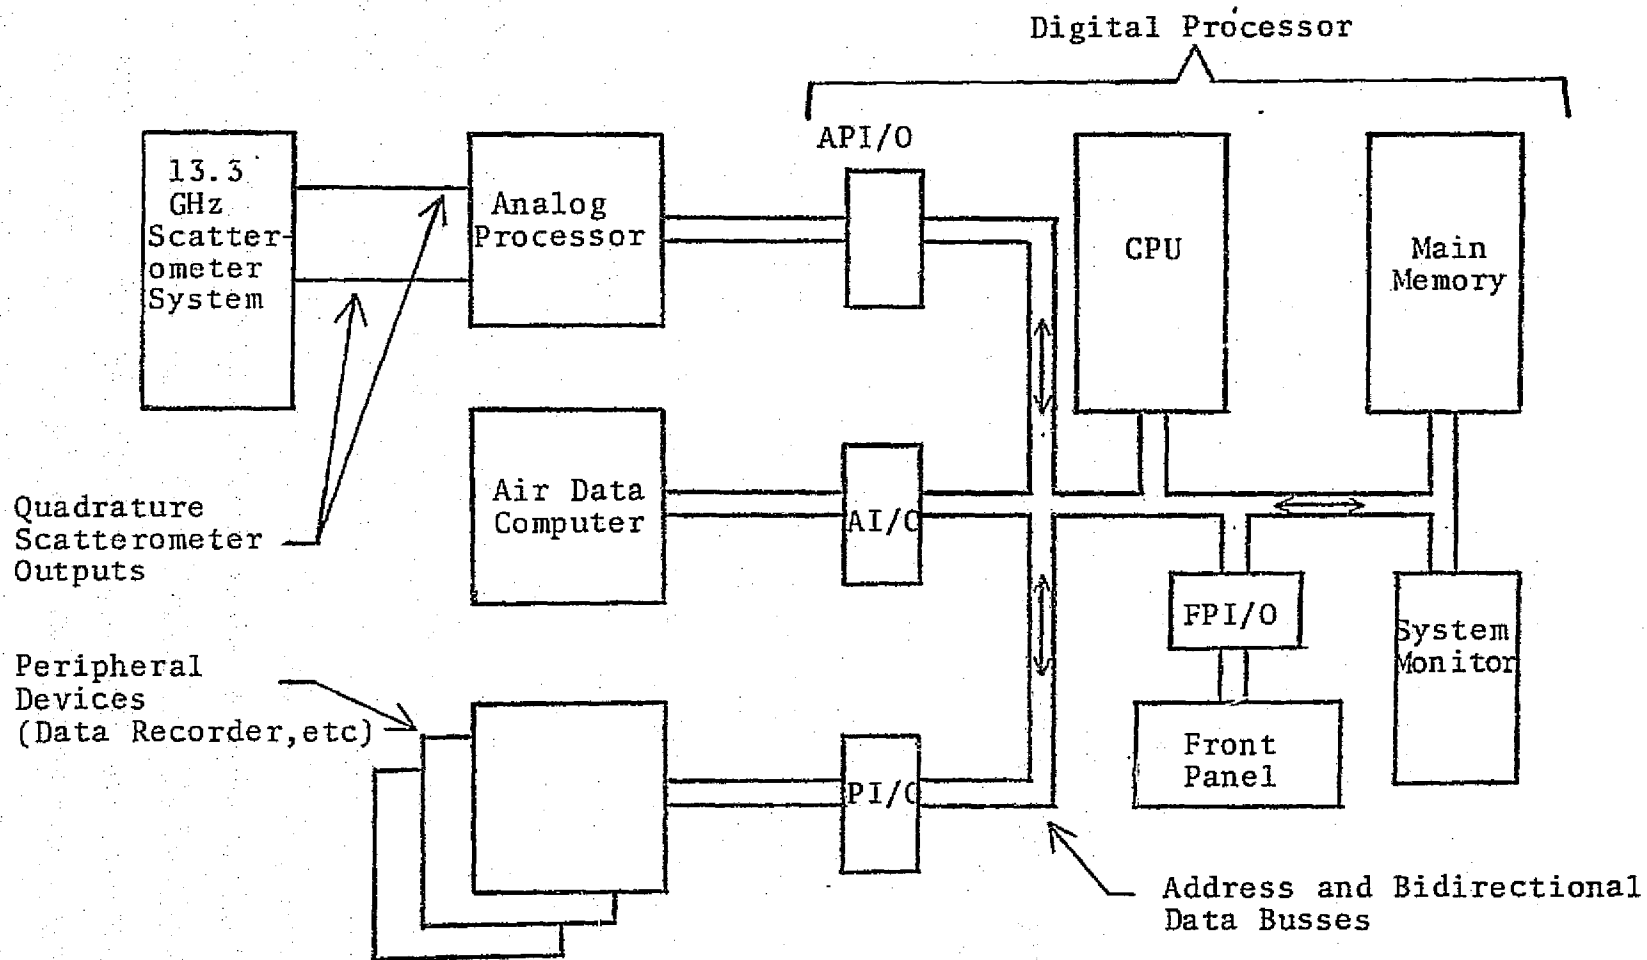 Digital Processor
API/O
13.3
GHz
Scatter-
ometer
System
Analog
Processor
CPU
Main
Memory
Quadrature
Scatterometer
Outputs
Air Data
Computer
AI/O
FPI/O
System
Monitor
Peripheral
Devices
(Data Recorder,etc)
PI/O
Front
Panel
Address and Bidirectional
Data Busses